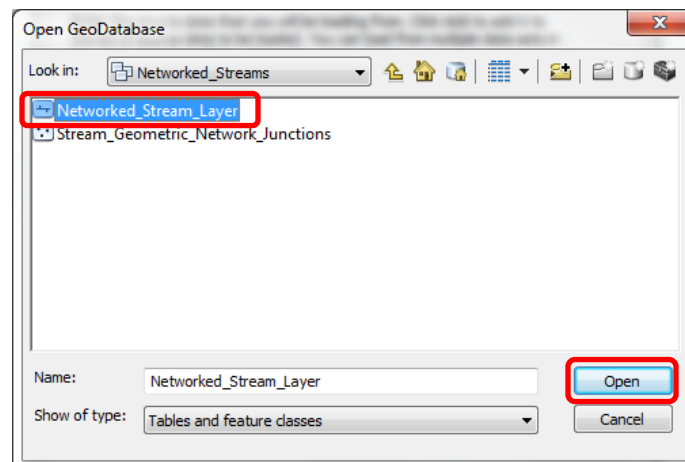 Open GeoDatabase
Look in: Networked_Streams
Networked_Stream_Layer
Stream_Geometric_Network_Junctions
Name: Networked_Stream_Layer Open
Show of type: Tables and feature classes Cancel